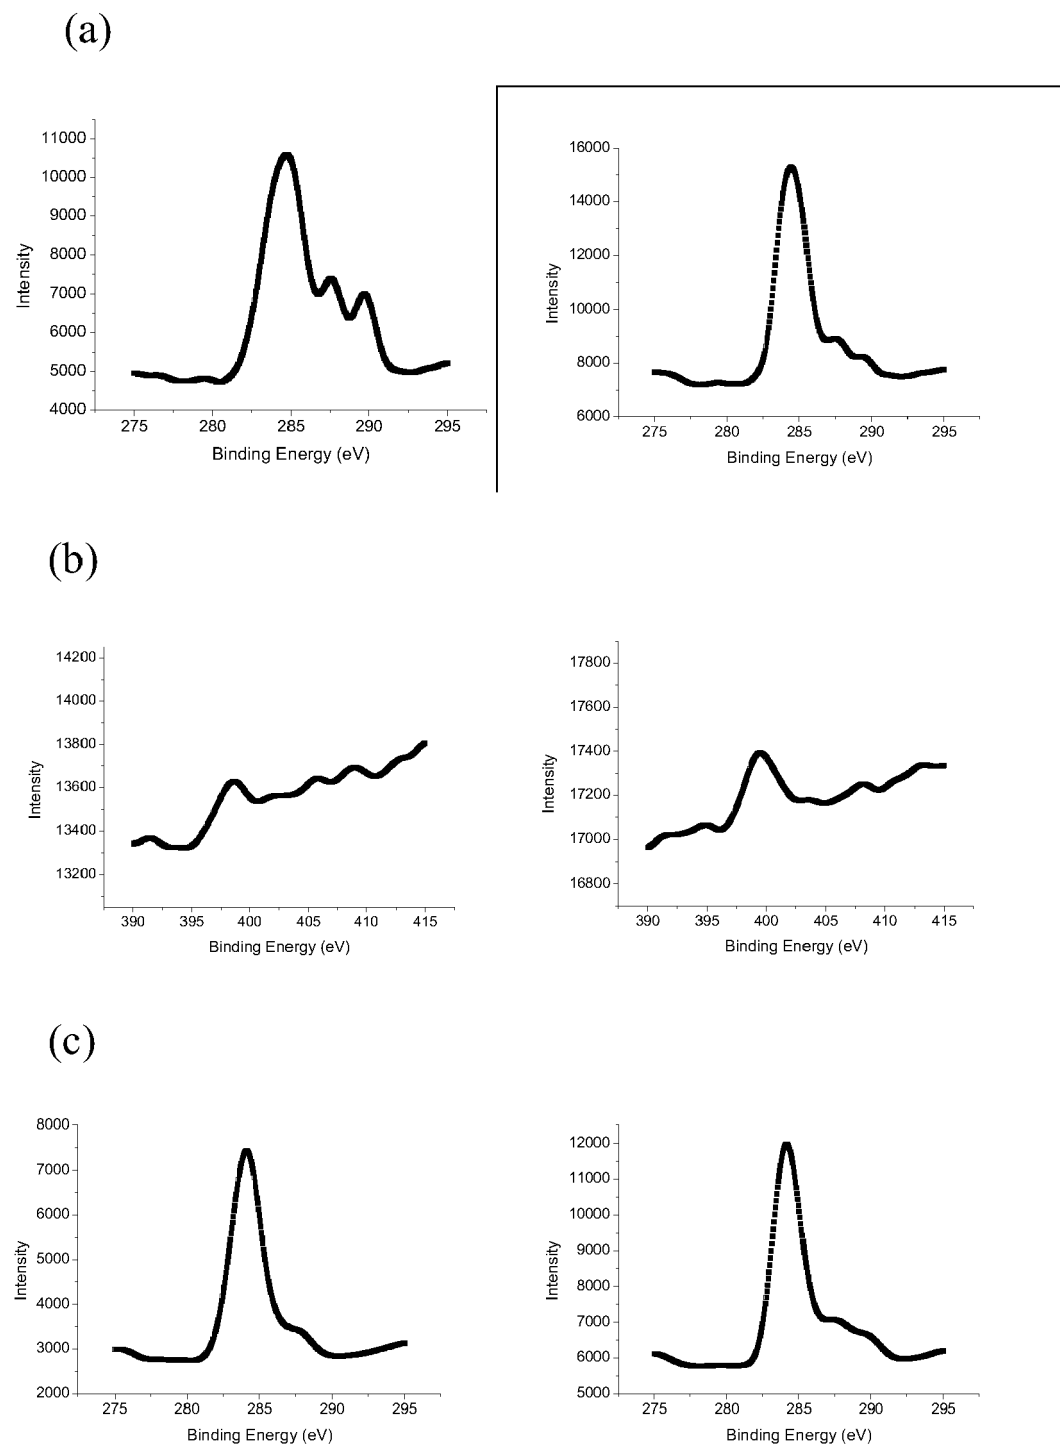 (a)
11000
10000
9000
8000
7000
6000
5000
4000
Intensity
275 280 285 290 295
Binding Energy (eV)
16000
14000
12000
10000
8000
6000
Intensity
275 280 285 290 295
Binding Energy (eV)
(b)
14200
14000
13800
13600
13400
13200
Intensity
390 395 400 405 410 415
Binding Energy (eV)
17800
17600
17400
17200
17000
16800
Intensity
390 395 400 405 410 415
Binding Energy (eV)
(c)
8000
7000
6000
5000
4000
3000
2000
Intensity
275 280 285 290 295
Binding Energy (eV)
12000
11000
10000
9000
8000
7000
6000
5000
Intensity
275 280 285 290 295
Binding Energy (eV)